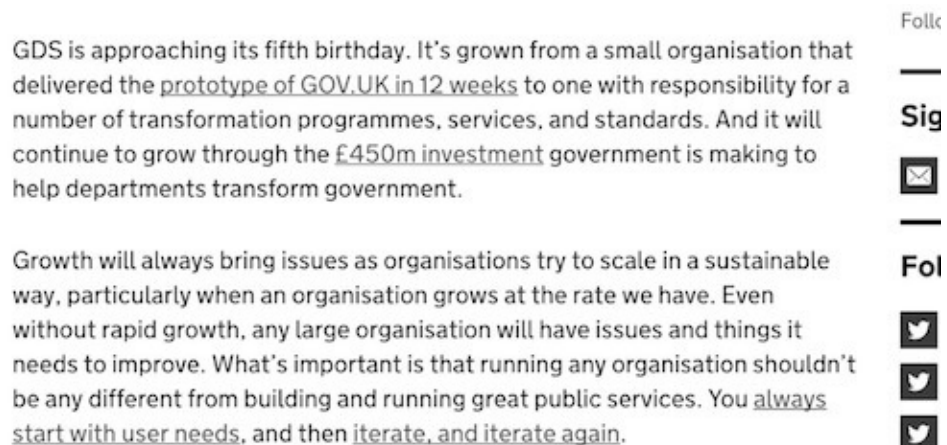 GDS is approaching its fifth birthday. It's grown from a small organisation that
delivered the prototype of GOV.UK in 12 weeks to one with responsibility for a
number of transformation programmes, services, and standards. And it will
continue to grow through the £450m investment government is making to
help departments transform government.
Growth will always bring issues as organisations try to scale in a sustainable
way, particularly when an organisation grows at the rate we have. Even
without rapid growth, any large organisation will have issues and things it
needs to improve. What's important is that running any organisation shouldn't
be any different from building and running great public services. You always
start with user needs, and then iterate, and iterate again.